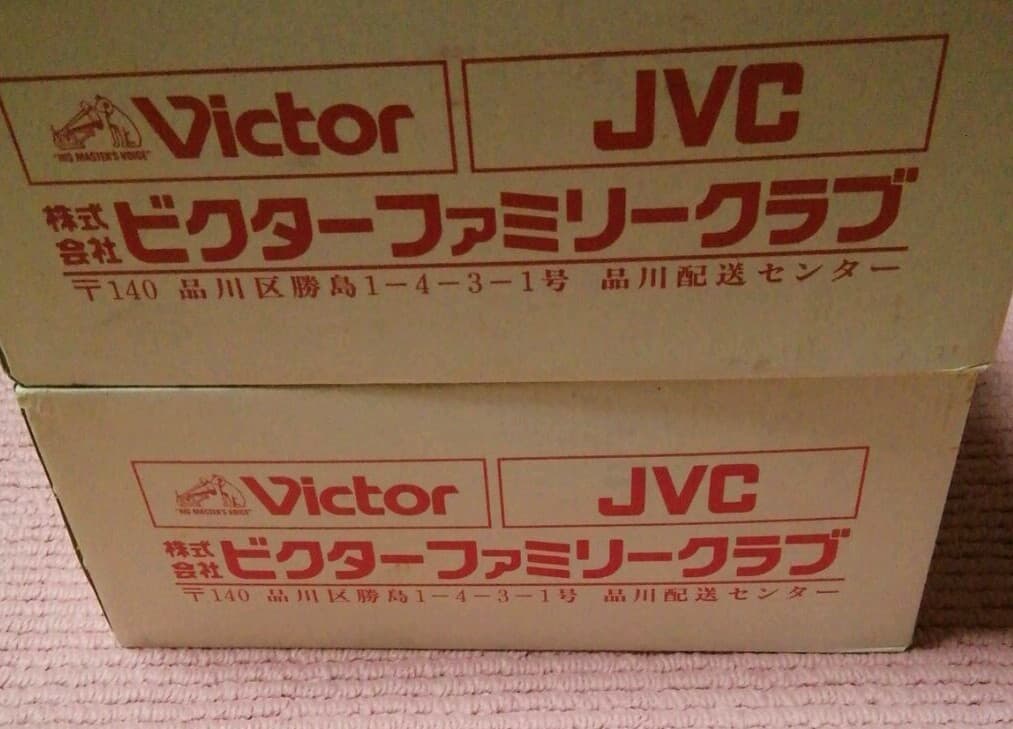 Victor JVC
"HIS MASTER'S VOICE"
株式会社 ビクターファミリークラブ
〒140 品川区勝島1-4-3-1号 品川配送センター
Victor JVC
"HIS MASTER'S VOICE"
株式会社 ビクターファミリークラブ
〒140 品川区勝島1-4-3-1号 品川配送センター